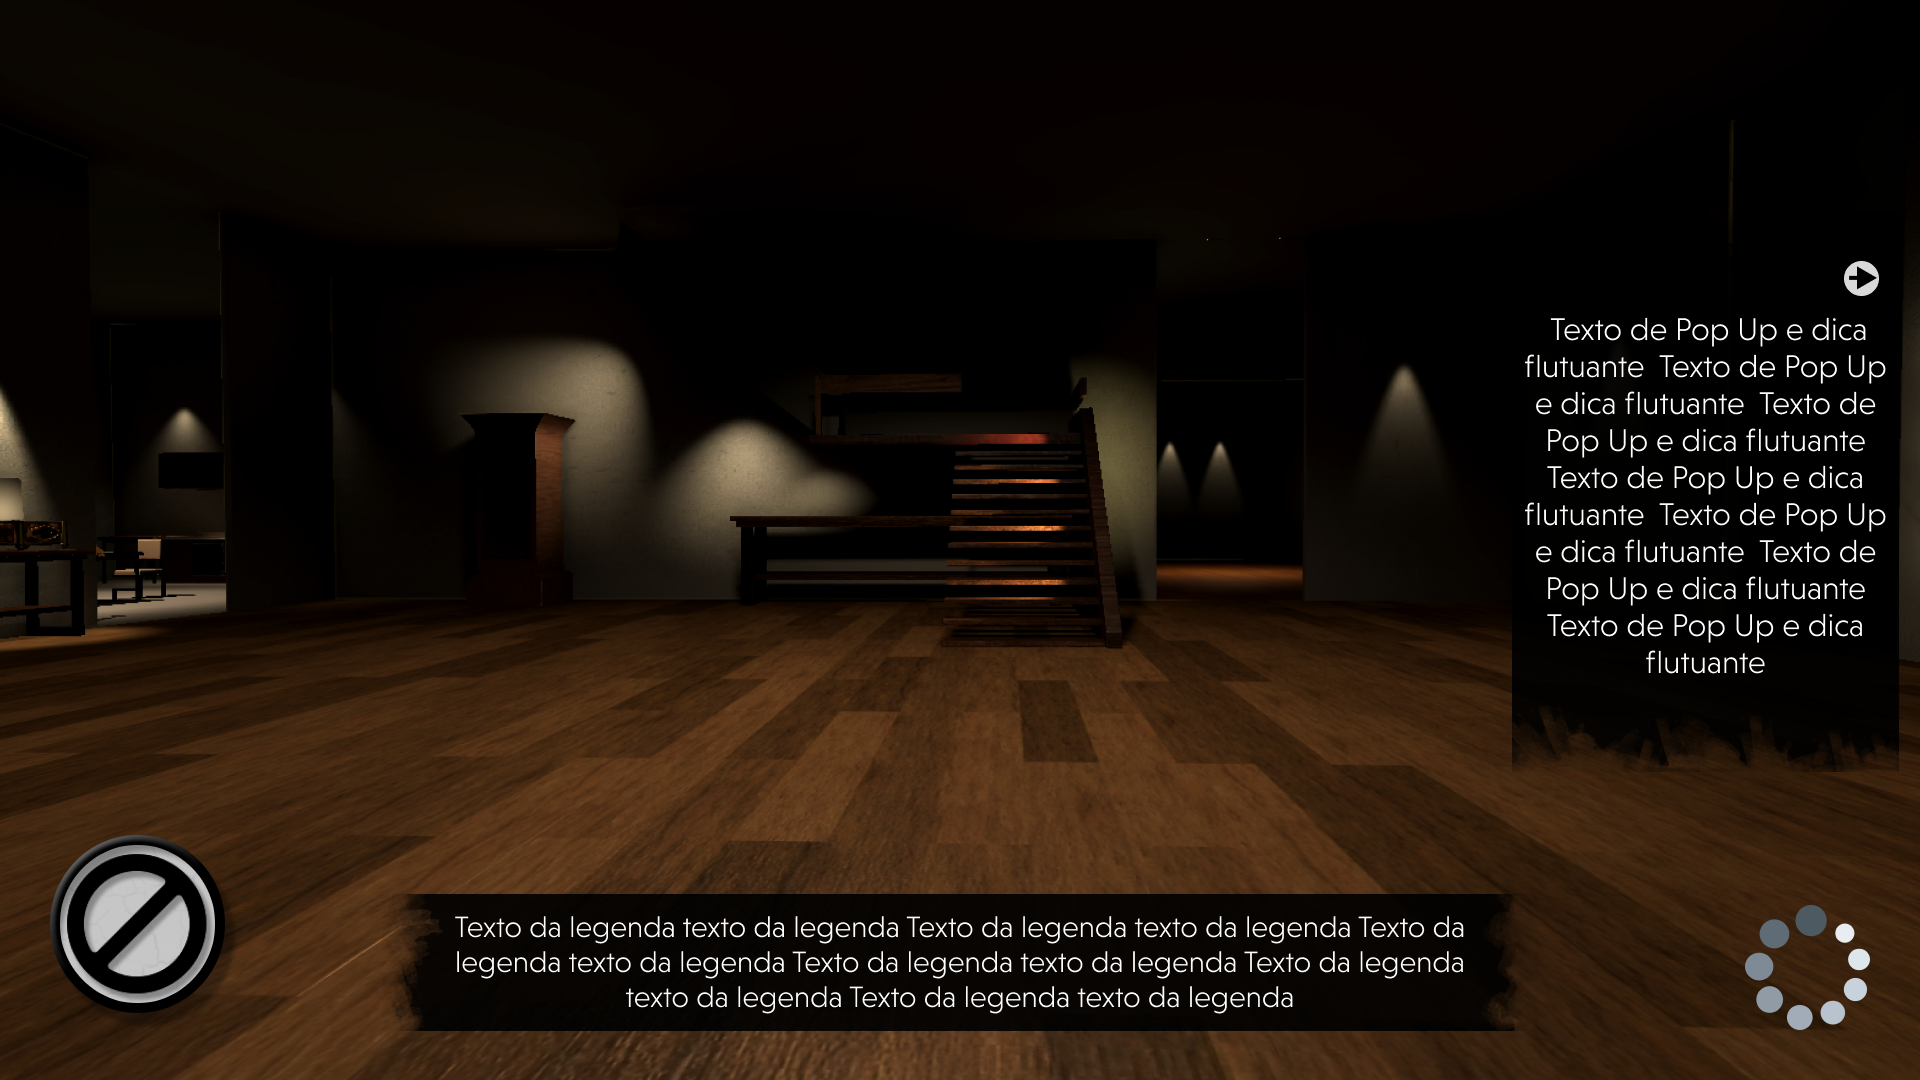 Texto de Pop Up e dica
flutuante  Texto de Pop Up
e dica flutuante  Texto de
Pop Up e dica flutuante
Texto de Pop Up e dica
flutuante  Texto de Pop Up
e dica flutuante  Texto de
Pop Up e dica flutuante
Texto de Pop Up e dica
flutuante
Texto da legenda texto da legenda Texto da legenda texto da legenda Texto da
legenda texto da legenda Texto da legenda texto da legenda Texto da legenda
texto da legenda Texto da legenda texto da legenda